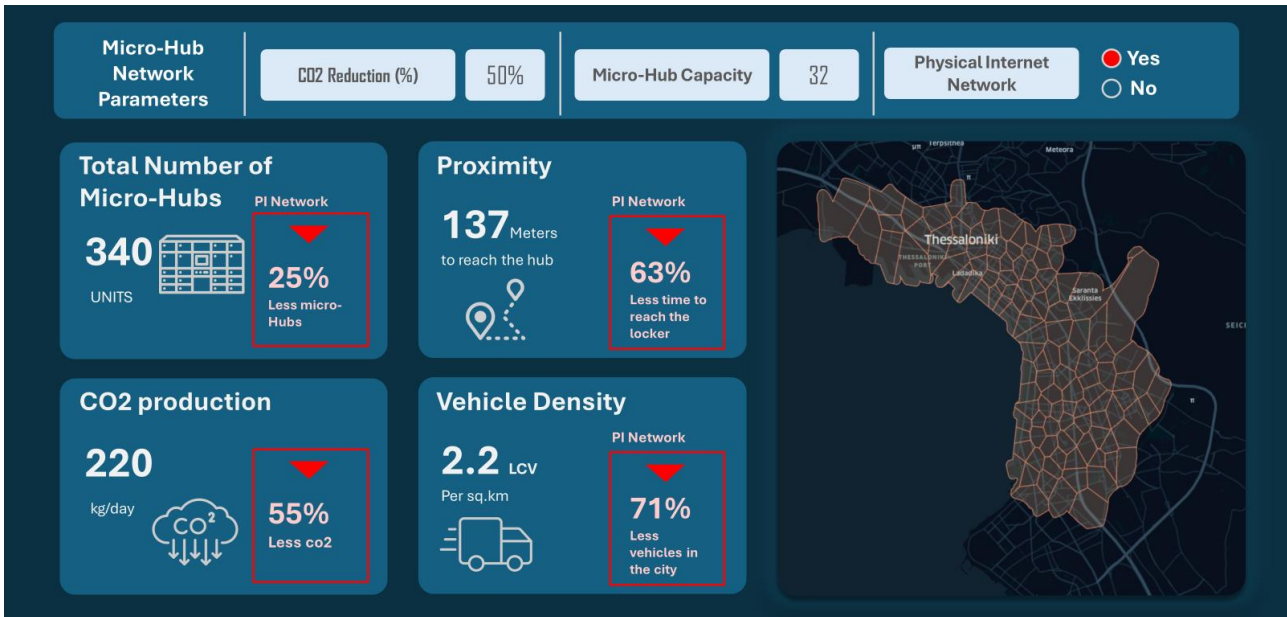 Micro-Hub
Network
Parameters
CO2 Reduction (%)
50%
Micro-Hub Capacity
32
Physical Internet
Network
Yes
No
Total Number of
Micro-Hubs
PI Network
340
UNITS
25%
Less micro-
Hubs
Proximity
PI Network
137 Meters
to reach the hub
63%
Less time to
reach the
locker
CO2 production
220
kg/day
CO²
55%
Less co2
Vehicle Density
PI Network
2.2 LCV
Per sq.km
71%
Less
vehicles in
the city
Terpsithea
Meteora
Thessaloniki
THESSALONIKI
PORT
Ladadika
Saranta
Ekklissies
SEICH